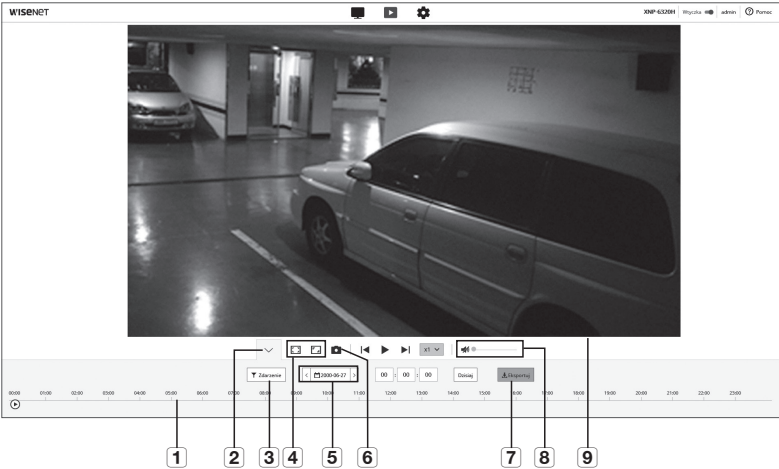 WISENET
XNP-6320H Wtyczka admin ? Pomoc
x1
Zdarzenie < 2000-06-27 > 00 : 00 : 00 Dzisiaj Eksportuj
00:00 01:00 02:00 03:00 04:00 05:00 06:00 07:00 08:00 09:00 10:00 11:00 12:00 13:00 14:00 15:00 16:00 17:00 18:00 19:00 20:00 21:00 22:00 23:00
1 2 3 4 5 6 7 8 9